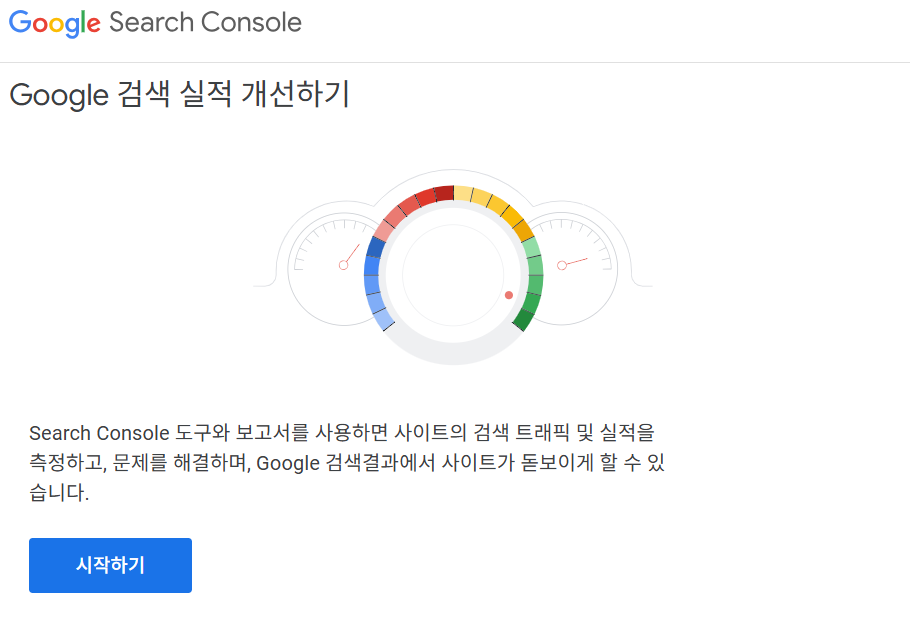 Google Search Console
Google 검색 실적 개선하기
Search Console 도구와 보고서를 사용하면 사이트의 검색 트래픽 및 실적을
측정하고, 문제를 해결하며, Google 검색결과에서 사이트가 돋보이게 할 수 있
습니다.
시작하기